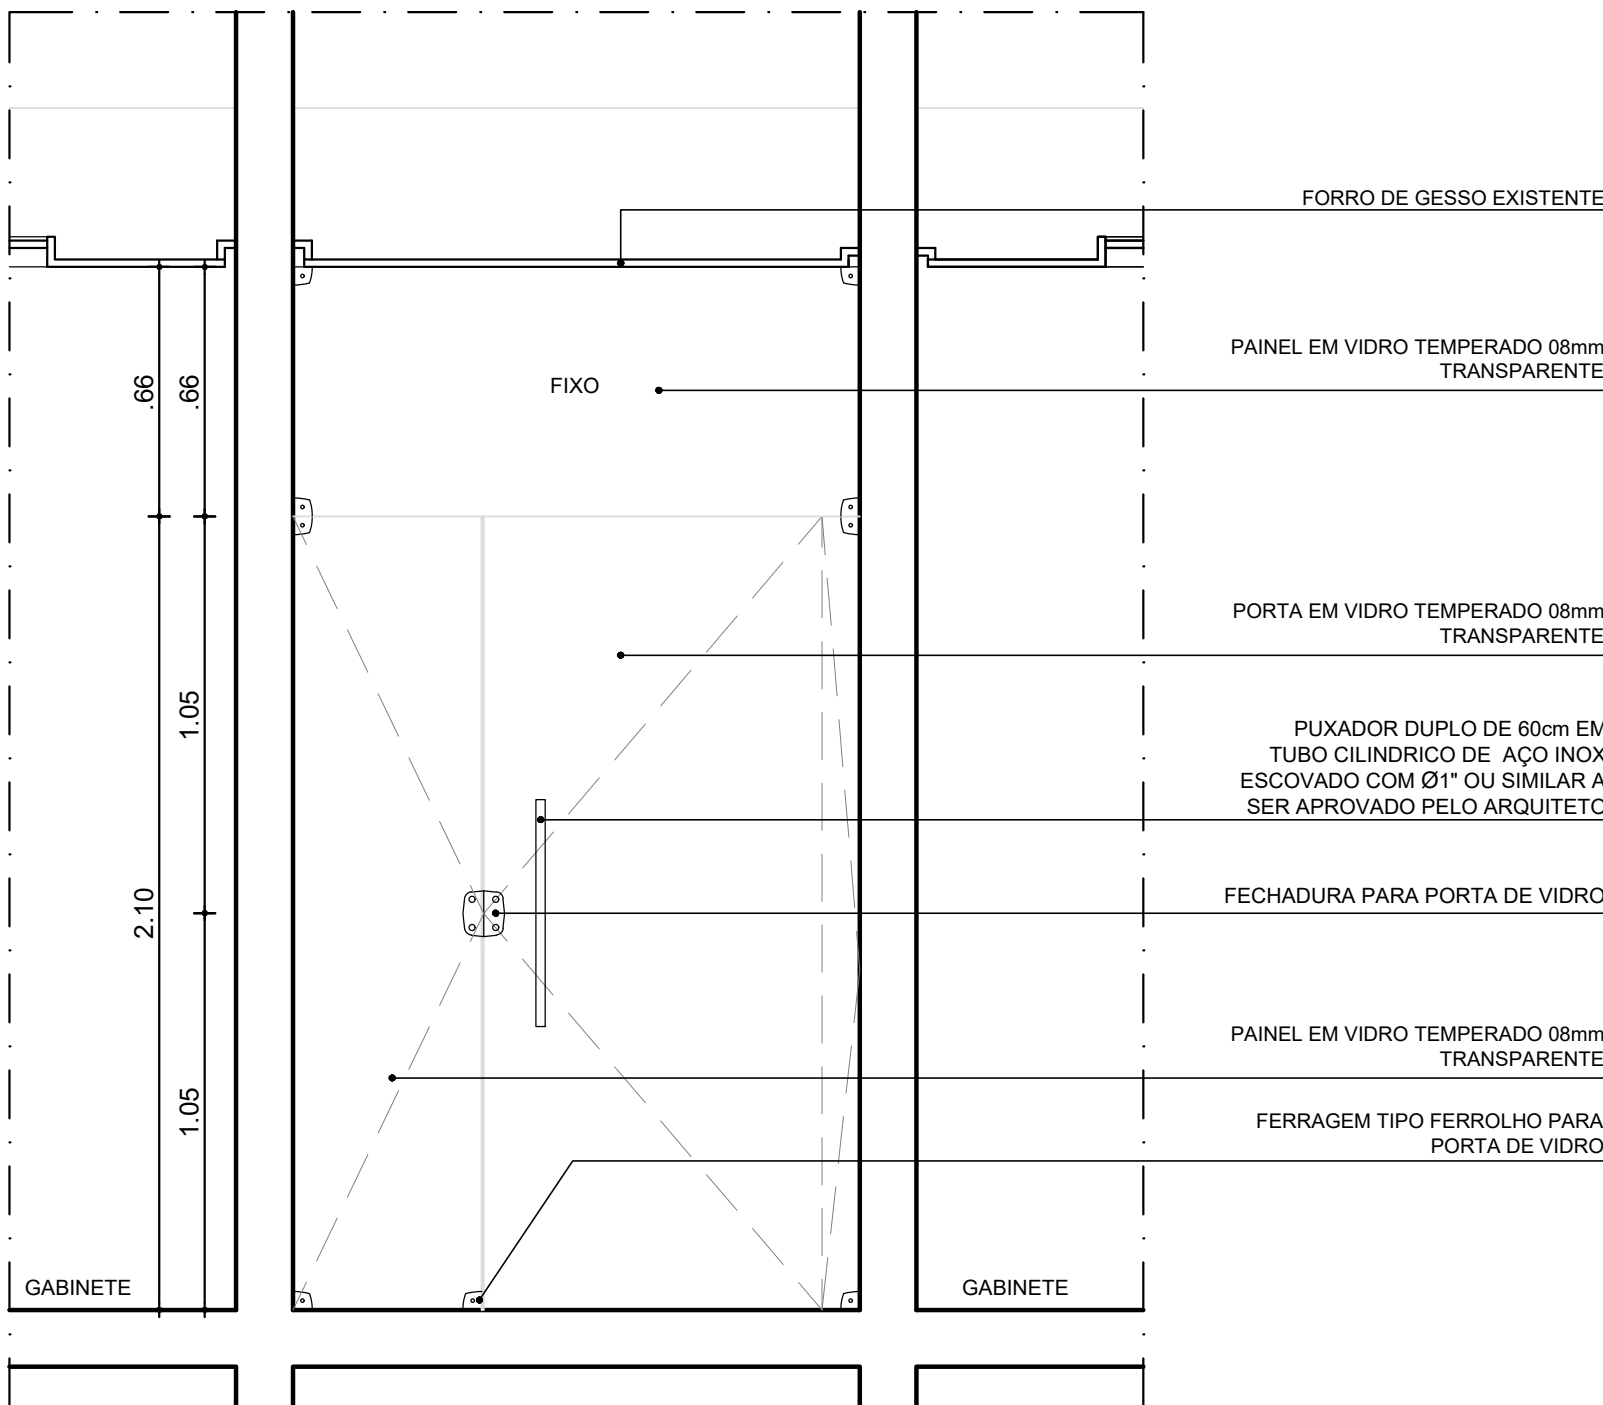 FORRO DE GESSO EXISTENTE
PAINEL EM VIDRO TEMPERADO 08mm
TRANSPARENTE
.66
.66
FIXO
PORTA EM VIDRO TEMPERADO 08mm
TRANSPARENTE
1.05
PUXADOR DUPLO DE 60cm EM
TUBO CILINDRICO DE AÇO INOX
ESCOVADO COM Ø1" OU SIMILAR A
SER APROVADO PELO ARQUITETO
2.10
FECHADURA PARA PORTA DE VIDRO
PAINEL EM VIDRO TEMPERADO 08mm
TRANSPARENTE
1.05
FERRAGEM TIPO FERROLHO PARA
PORTA DE VIDRO
GABINETE
GABINETE